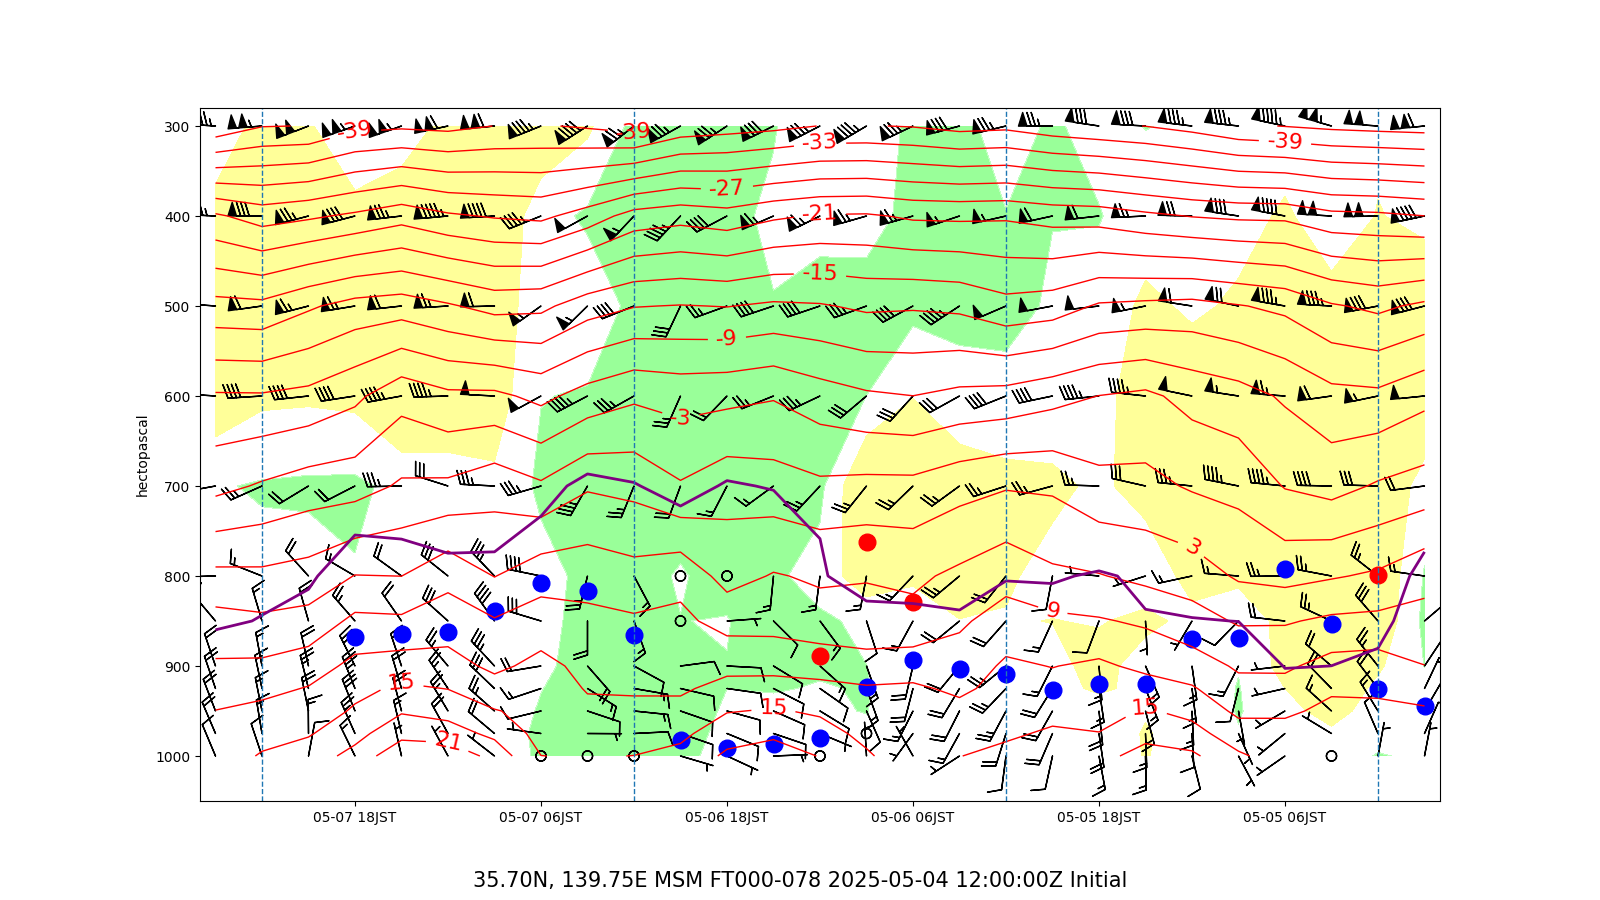 300
400
500
600
700
800
900
1000
hectopascal
-39
-39
-33
-39
-27
-21
-15
-9
-3
3
9
15
15
15
21
05-07 18JST
05-07 06JST
05-06 18JST
05-06 06JST
05-05 18JST
05-05 06JST
35.70N, 139.75E MSM FT000-078 2025-05-04 12:00:00Z Initial